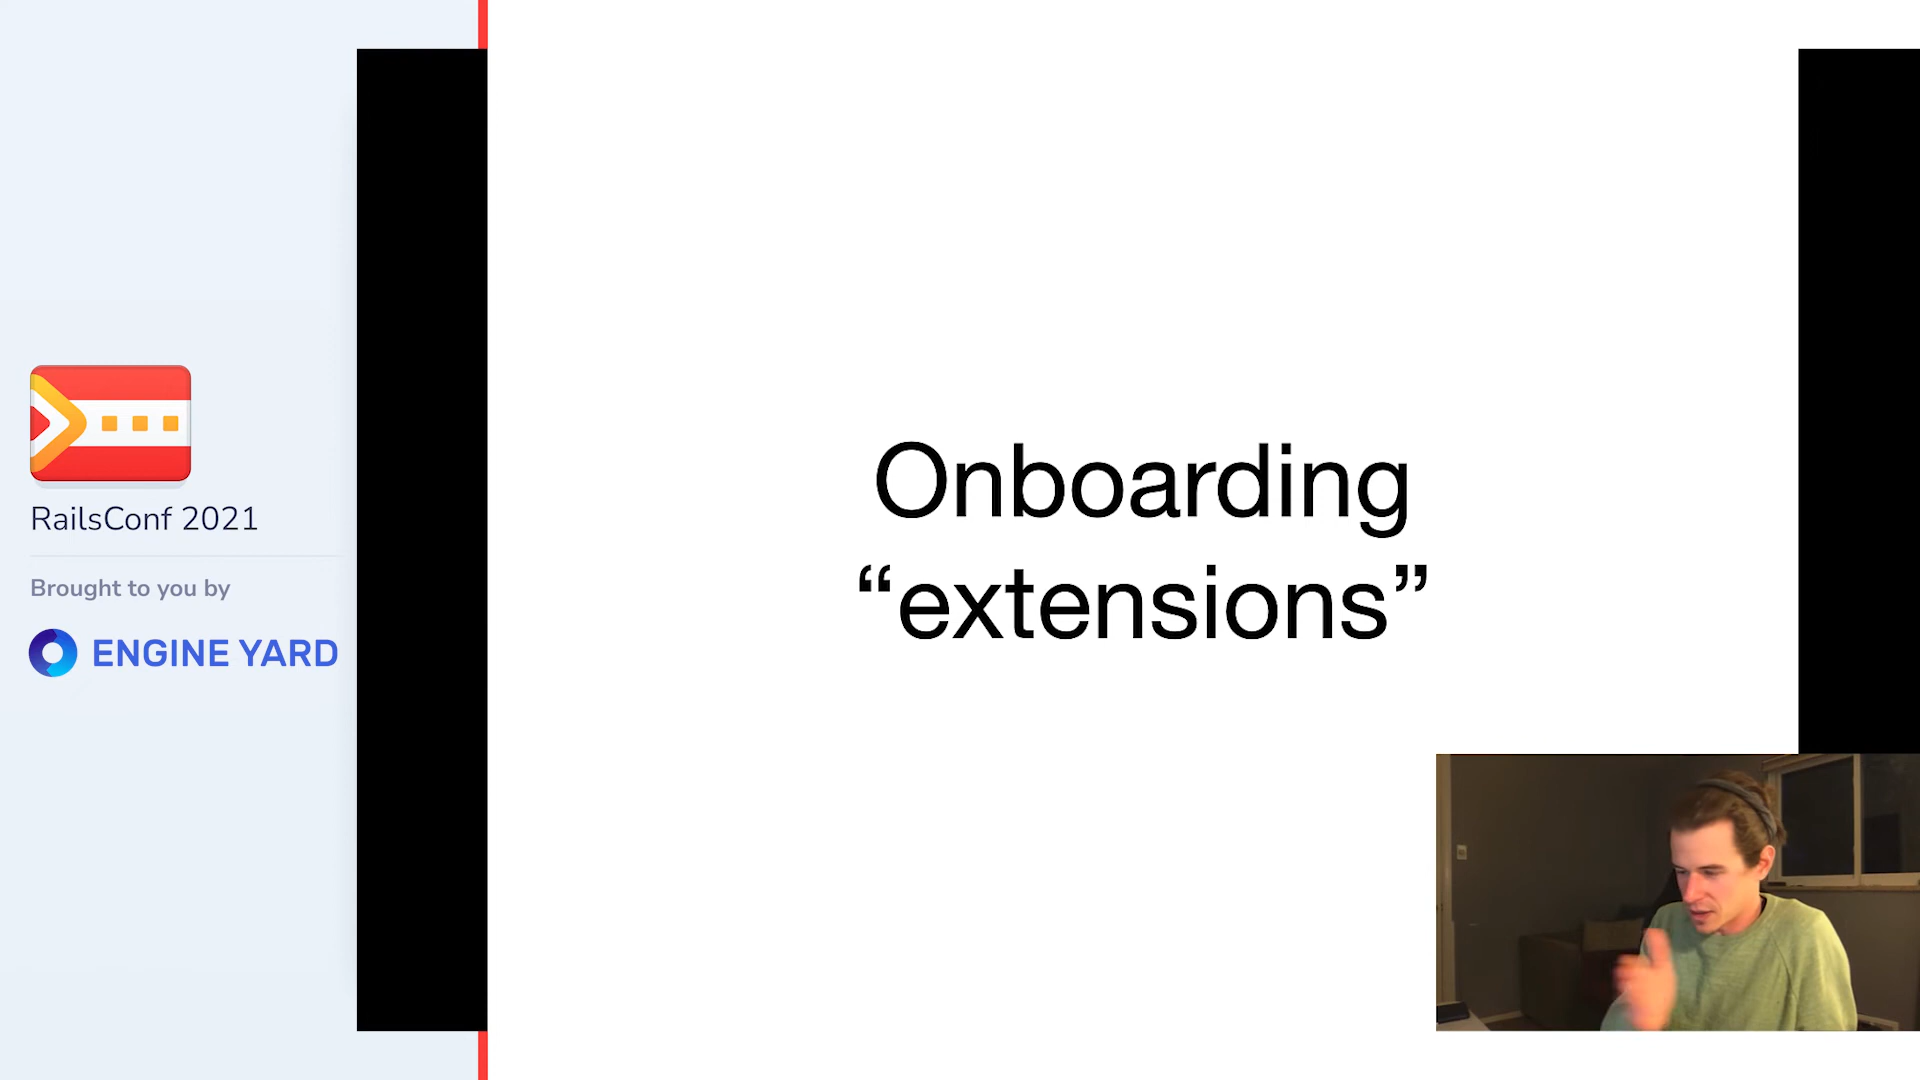 RailsConf 2021
Brought to you by
ENGINE YARD
Onboarding
“extensions”